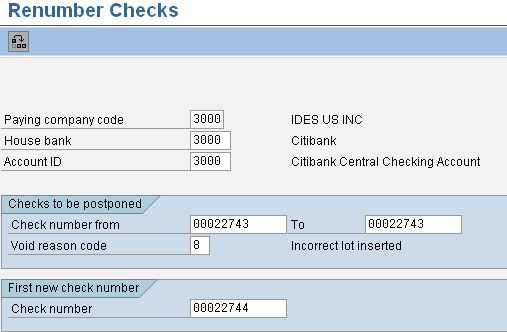 Renumber Checks
Paying company code 3000 IDES US INC
House bank 3000 Citibank
Account ID 3000 Citibank Central Checking Account
Checks to be postponed
Check number from 00022743 To 00022743
Void reason code 8 Incorrect lot inserted
First new check number
Check number 00022744